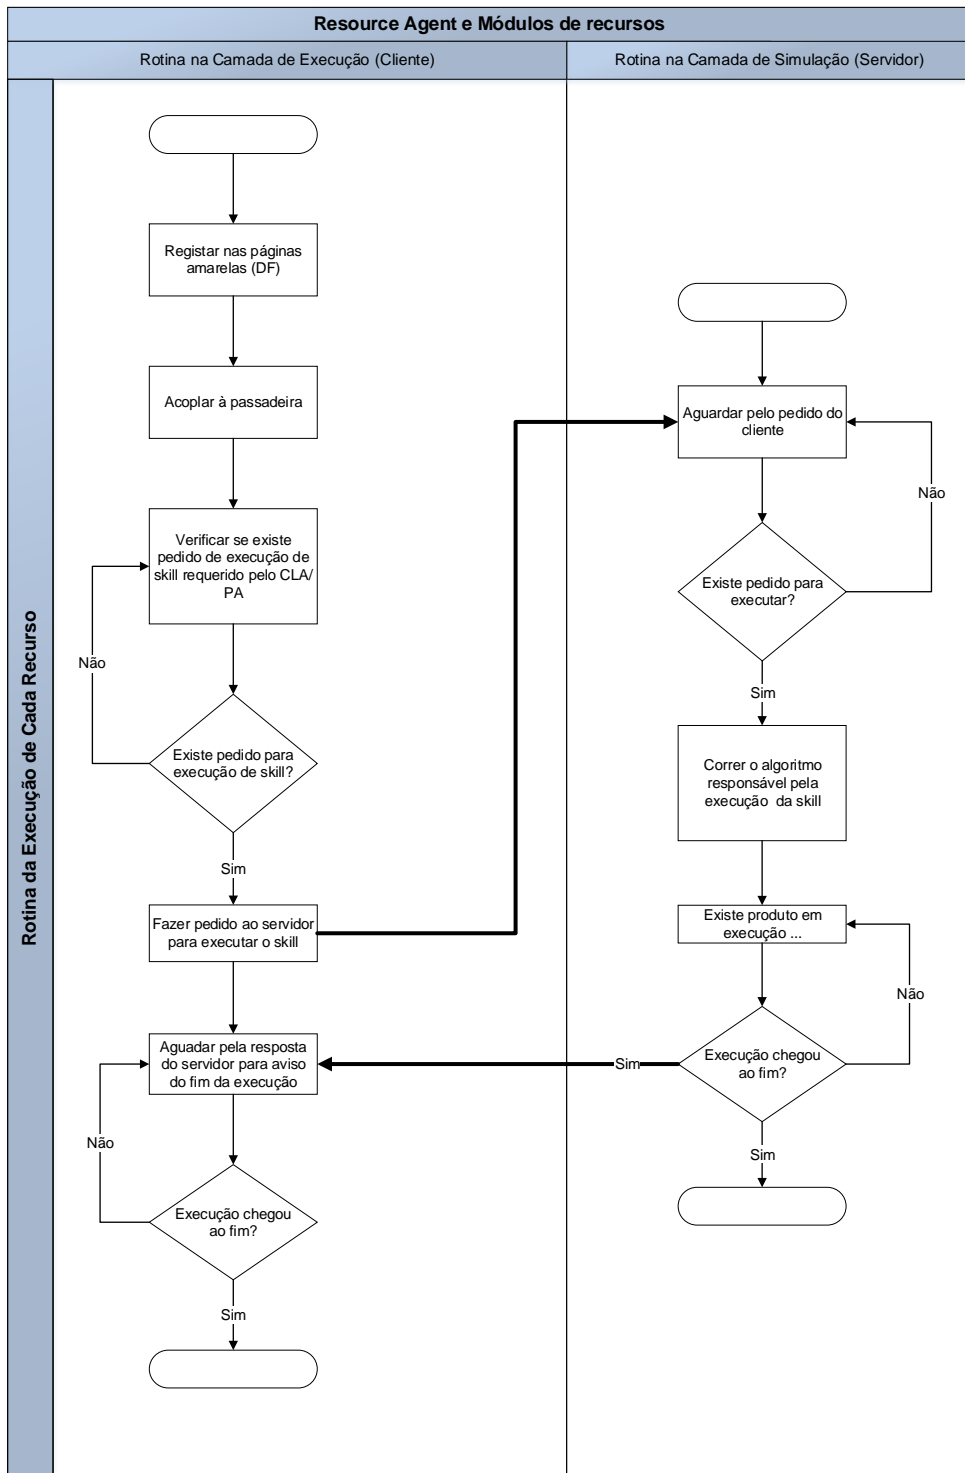 Resource Agent e Módulos de recursos
Rotina na Camada de Execução (Cliente)
Rotina na Camada de Simulação (Servidor)
Rotina da Execução de Cada Recurso
Registar nas páginas
amarelas (DF)
Acoplar à passadeira
Verificar se existe
pedido de execução de
skill requerido pelo CLA/
PA
Não
Existe pedido para
execução de skill?
Sim
Fazer pedido ao servidor
para executar o skill
Aguadar pela resposta
do servidor para aviso
do fim da execução
Não
Execução chegou
ao fim?
Sim
Aguardar pelo pedido do
cliente
Não
Existe pedido para
executar?
Sim
Correr o algoritmo
responsável pela
execução da skill
Existe produto em
execução ...
Não
Execução chegou
ao fim?
Sim
Sim